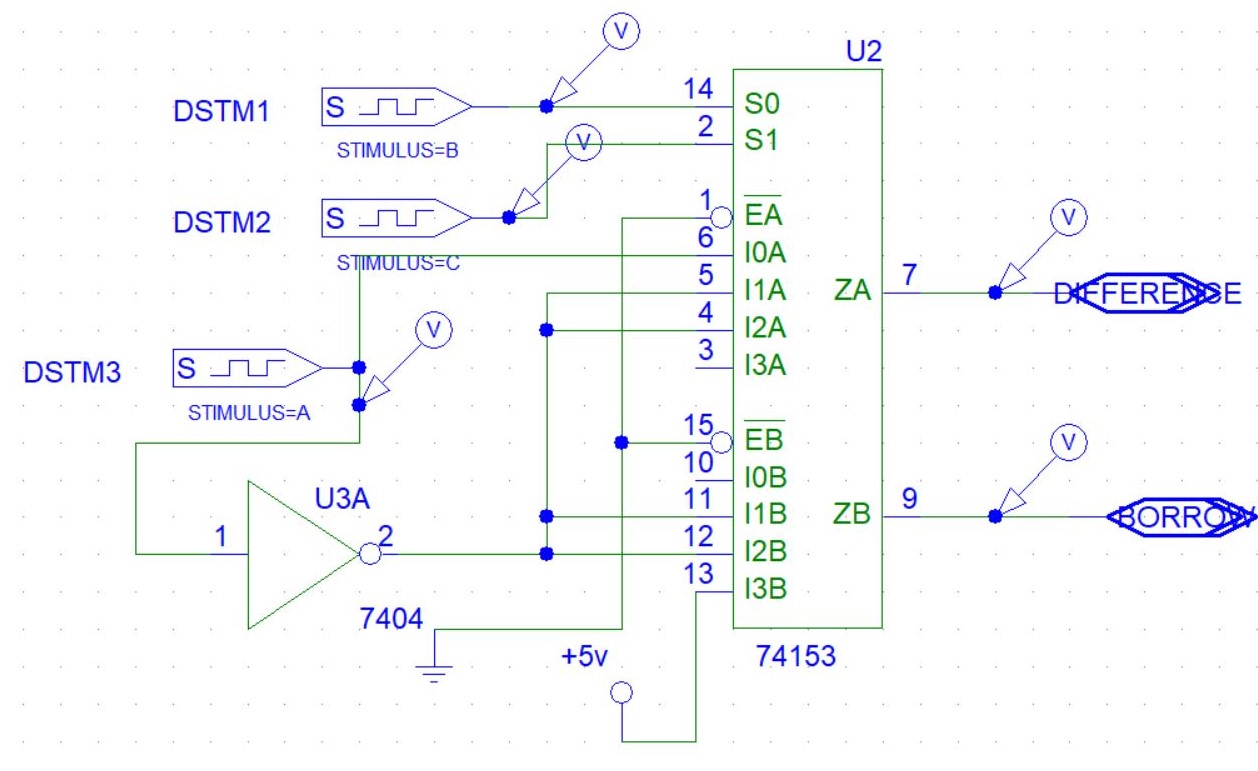 V
U2
DSTM1
S
STIMULUS=B
14
S0
2
S1
V
DSTM2
S
STIMULUS=C
1
EA
6
I0A
V
5
I1A
ZA
7
DIFFERENCE
4
I2A
V
3
I3A
DSTM3
S
STIMULUS=A
15
EB
V
10
I0B
U3A
11
I1B
ZB
9
BORROW
1
2
12
I2B
13
I3B
7404
+5v
74153